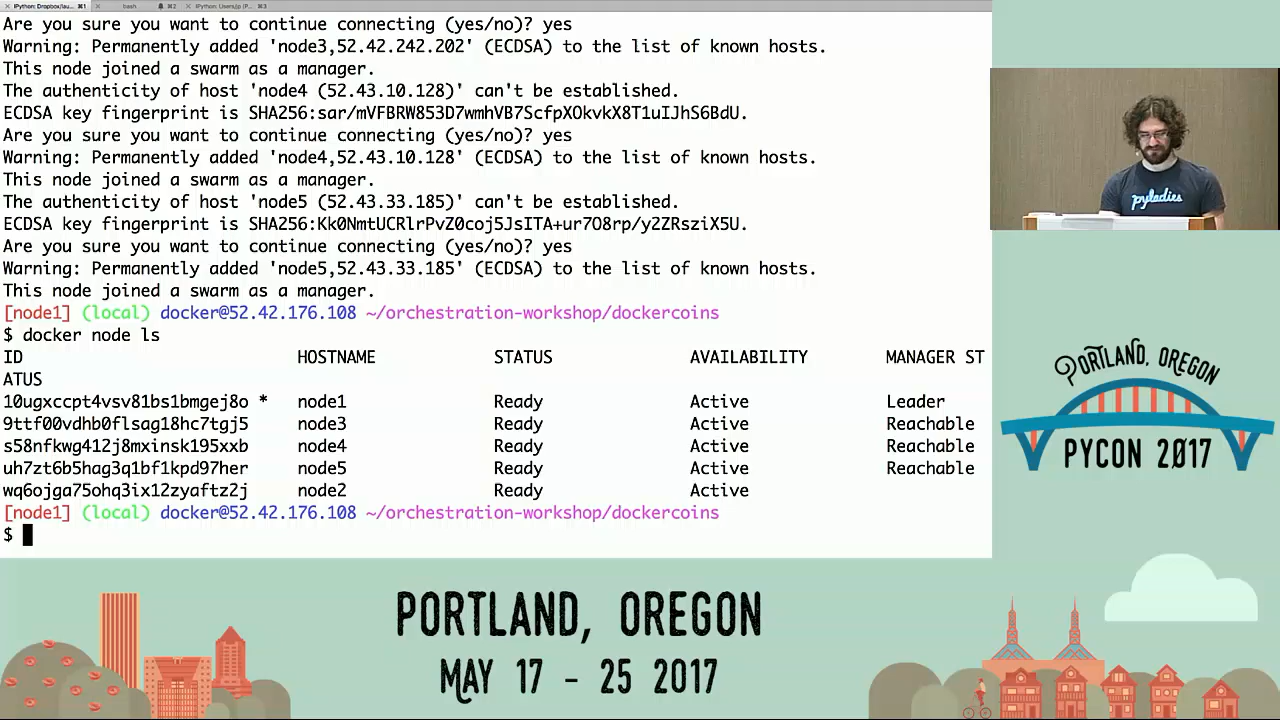 IPython: Dropbox/lau... ⌘1 bash ⌘2 IPython: Users/jp (P... ⌘3
Are you sure you want to continue connecting (yes/no)? yes
Warning: Permanently added 'node3,52.42.242.202' (ECDSA) to the list of known hosts.
This node joined a swarm as a manager.
The authenticity of host 'node4 (52.43.10.128)' can't be established.
ECDSA key fingerprint is SHA256:sar/mVFBRW853D7wmhVB7ScfpXOkvkX8T1uIJhS6BdU.
Are you sure you want to continue connecting (yes/no)? yes
Warning: Permanently added 'node4,52.43.10.128' (ECDSA) to the list of known hosts.
This node joined a swarm as a manager.
The authenticity of host 'node5 (52.43.33.185)' can't be established.
ECDSA key fingerprint is SHA256:Kk0NmtUCRlrPvZ0coj5JsITA+ur7O8rp/y2ZRsziX5U.
Are you sure you want to continue connecting (yes/no)? yes
Warning: Permanently added 'node5,52.43.33.185' (ECDSA) to the list of known hosts.
This node joined a swarm as a manager.
[node1] (local) docker@52.42.176.108 ~/orchestration-workshop/dockercoins
$ docker node ls
ID HOSTNAME STATUS AVAILABILITY MANAGER ST
ATUS
10ugxccpt4vsv81bs1bmgej8o * node1 Ready Active Leader
9ttf00vdhb0flsag18hc7tgj5 node3 Ready Active Reachable
s58nfkwg412j8mxinsk195xxb node4 Ready Active Reachable
uh7zt6b5hag3q1bf1kpd97her node5 Ready Active Reachable
wq6ojga75ohq3ix12zyaftz2j node2 Ready Active
[node1] (local) docker@52.42.176.108 ~/orchestration-workshop/dockercoins
$
pyladies
PORTLAND, OREGON
PYCON 2017
PORTLAND, OREGON
MAY 17 - 25 2017